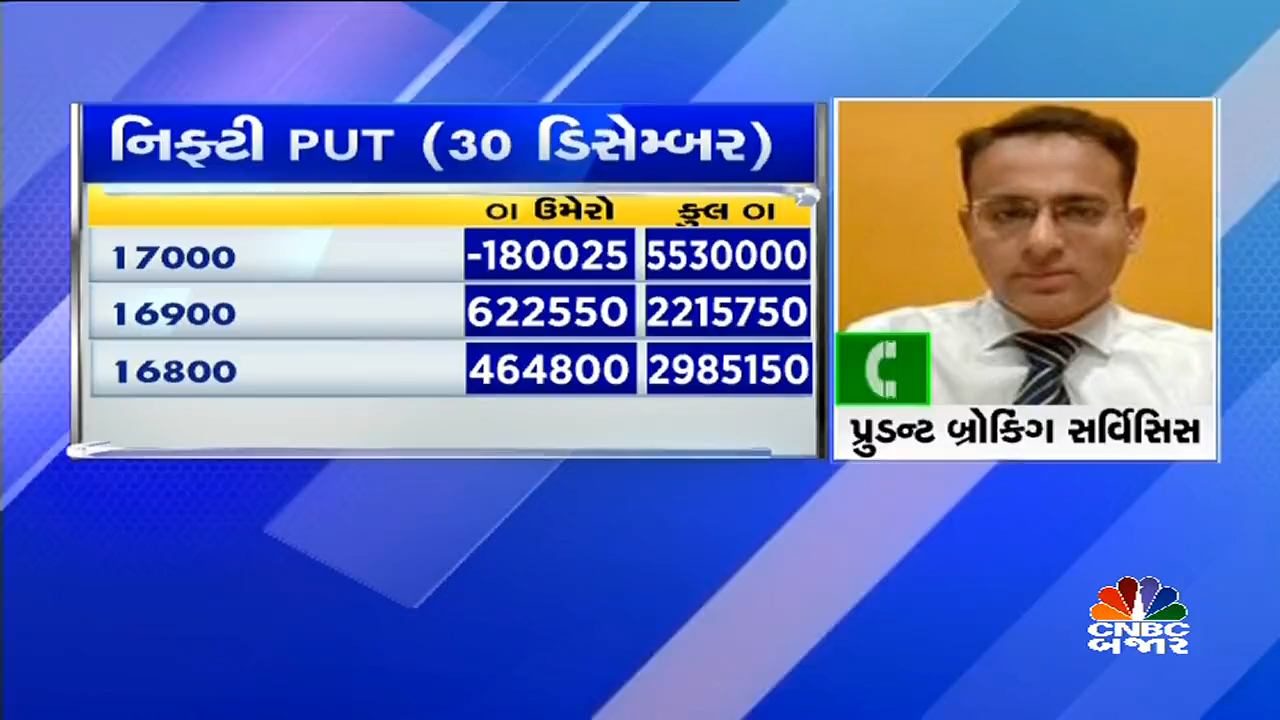 નિફ્ટી PUT (30 ડિસેમ્બર)
OI ઉમેરો કુલ OI
17000 -180025 5530000
16900 622550 2215750
16800 464800 2985150
પ્રુડન્ટ બ્રોકિંગ સર્વિસિસ
CNBC
બજાર